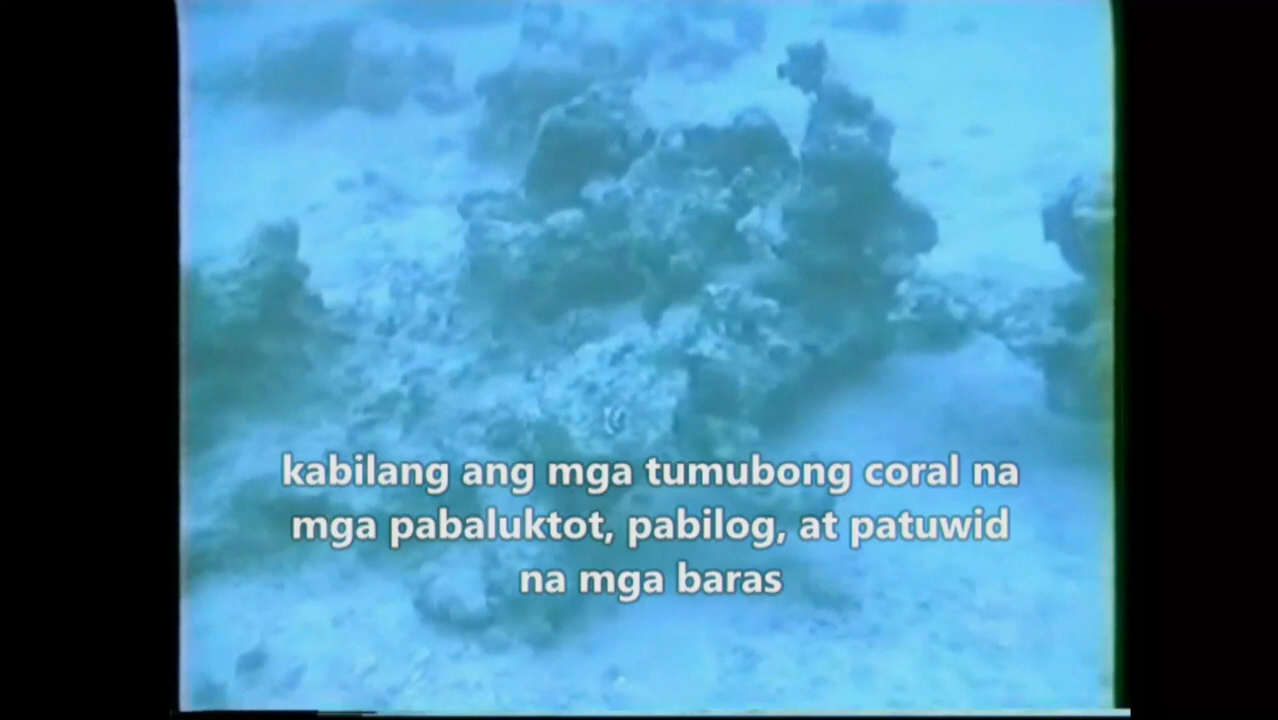 kabilang ang mga tumubong coral na
mga pabaluktot, pabilog, at patuwid
na mga baras